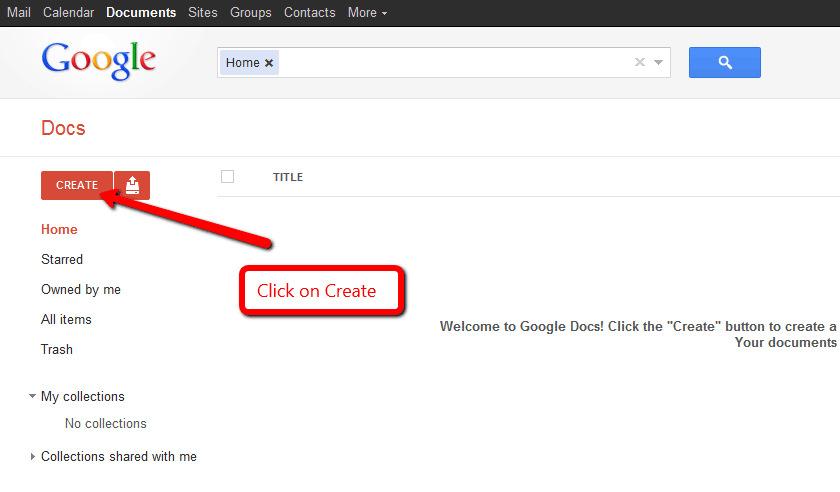 Mail Calendar Documents Sites Groups Contacts More
Google
Home
Docs
CREATE
TITLE
Home
Starred
Click on Create
Owned by me
All items
Welcome to Google Docs! Click the "Create" button to create a
Your documents
Trash
My collections
No collections
Collections shared with me